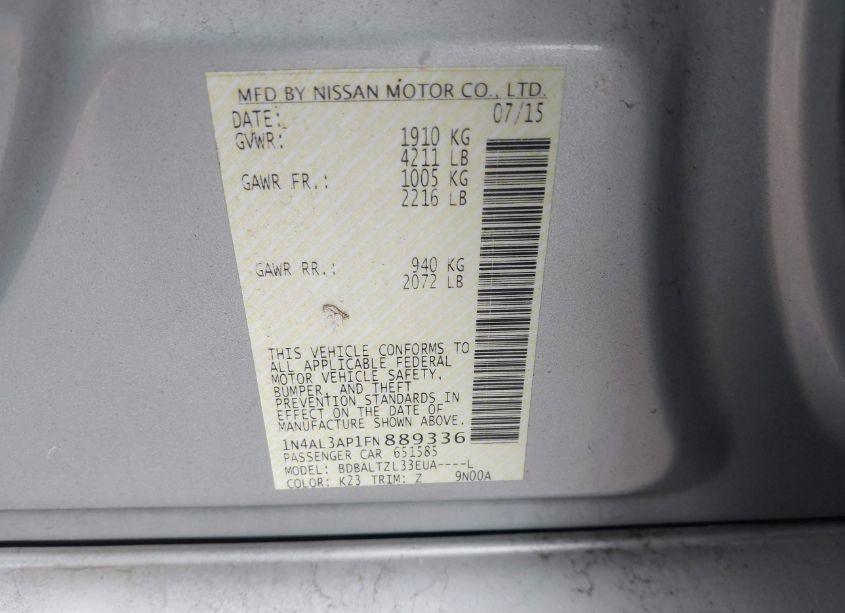 MFD BY NISSAN MOTOR CO., LTD.
DATE: 07/15
GVWR: 1910 KG
4211 LB
GAWR FR.: 1005 KG
2216 LB
GAWR RR.: 940 KG
2072 LB
THIS VEHICLE CONFORMS TO
ALL APPLICABLE FEDERAL
MOTOR VEHICLE SAFETY,
BUMPER, AND THEFT
PREVENTION STANDARDS IN
EFFECT ON THE DATE OF
MANUFACTURE SHOWN ABOVE.
1N4AL3AP1FN889336
PASSENGER CAR 651585
MODEL: BDBALTZL33EUA----L
COLOR: K23 TRIM: Z 9N00A